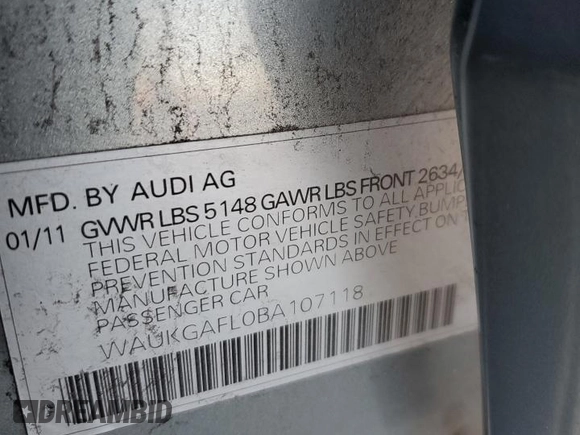 MFD. BY AUDI AG
01/11 GVWR LBS 5148 GAWR LBS FRONT 2634/
THIS VEHICLE CONFORMS TO ALL APPLIC
FEDERAL MOTOR VEHICLE SAFETY, BUMP
PREVENTION STANDARDS IN EFFECT ON T
MANUFACTURE SHOWN ABOVE
PASSENGER CAR
WAUKGAFL0BA107118
DREAMBID